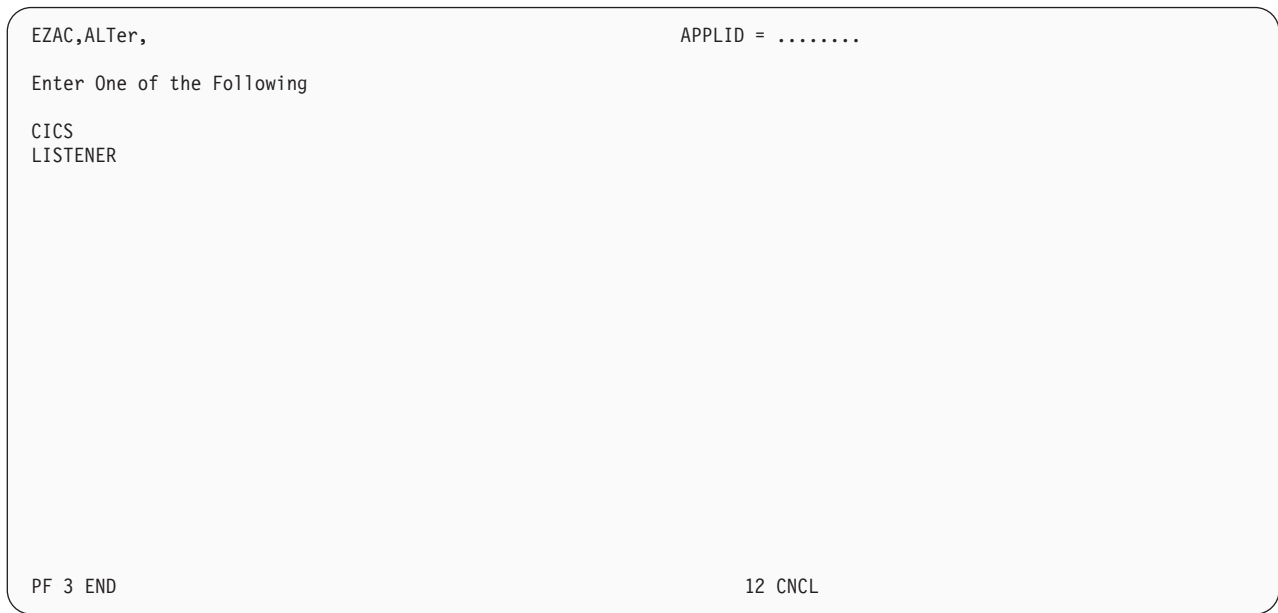 EZAC,ALTer, APPLID = ........
Enter One of the Following
CICS
LISTENER
PF 3 END 12 CNCL